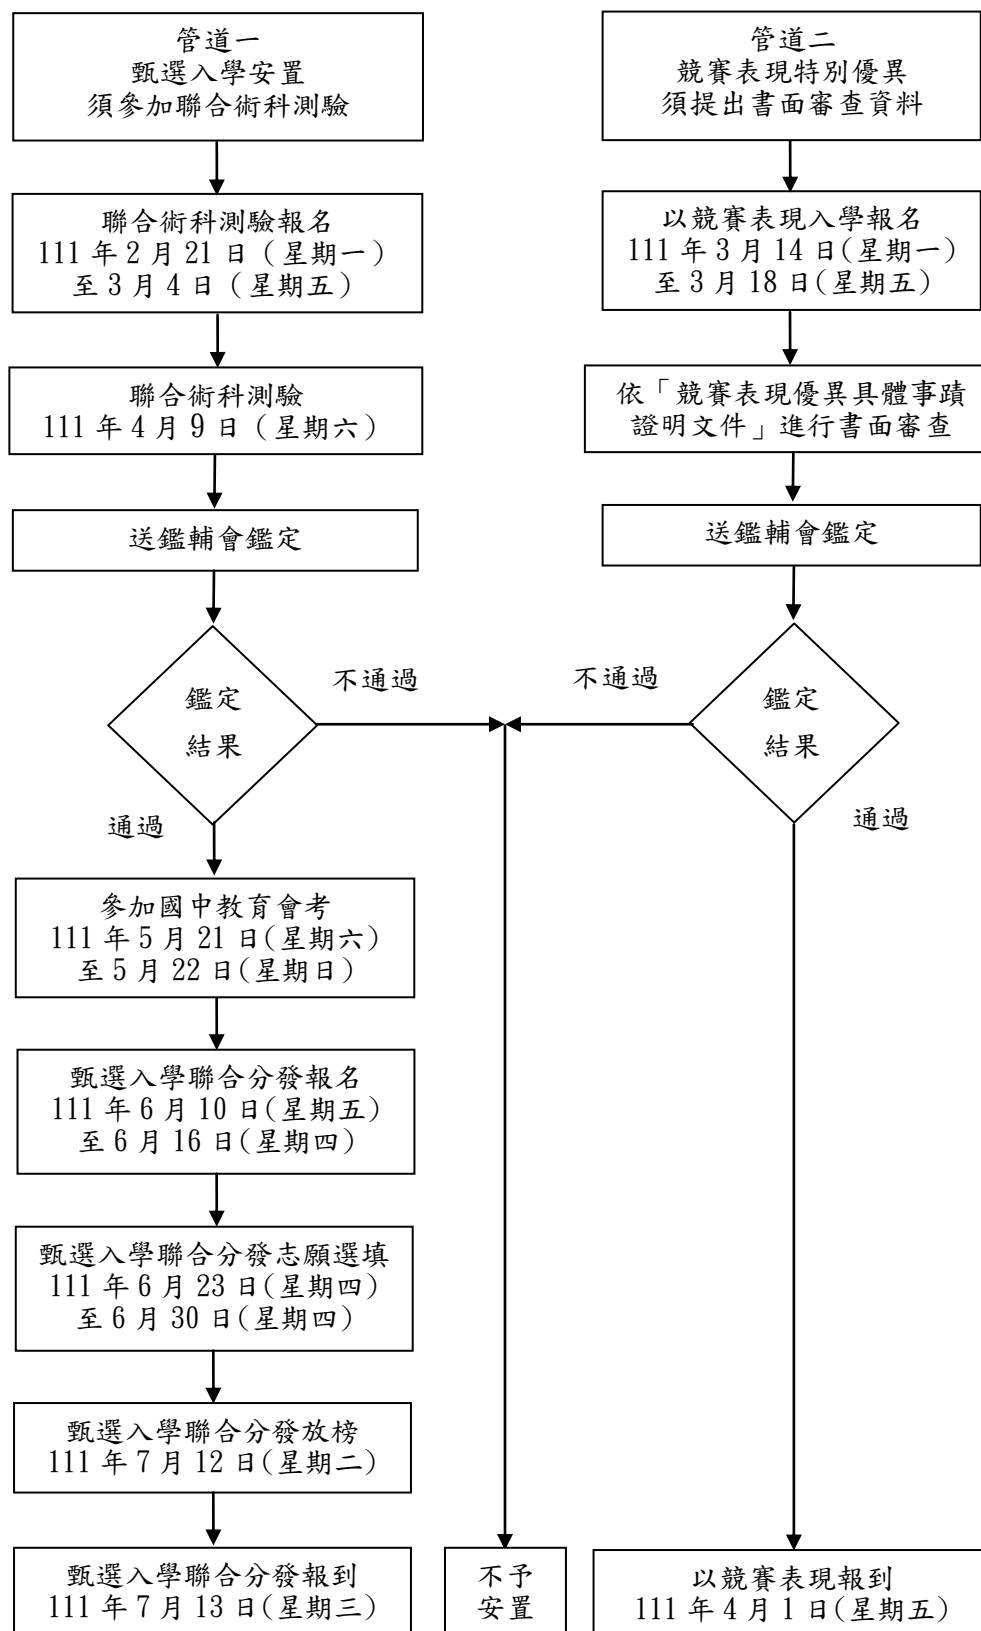 管道一
甄選入學安置
須參加聯合術科測驗
聯合術科測驗報名
111 年 2 月 21 日（星期一）
至 3 月 4 日（星期五）
聯合術科測驗
111 年 4 月 9 日（星期六）
送鑑輔會鑑定
鑑定
結果
不通過
通過
參加國中教育會考
111 年 5 月 21 日(星期六)
至 5 月 22 日(星期日)
甄選入學聯合分發報名
111 年 6 月 10 日(星期五)
至 6 月 16 日(星期四)
甄選入學聯合分發志願選填
111 年 6 月 23 日(星期四)
至 6 月 30 日(星期四)
甄選入學聯合分發放榜
111 年 7 月 12 日(星期二)
甄選入學聯合分發報到
111 年 7 月 13 日(星期三)
管道二
競賽表現特別優異
須提出書面審查資料
以競賽表現入學報名
111 年 3 月 14 日(星期一)
至 3 月 18 日(星期五)
依「競賽表現優異具體事蹟
證明文件」進行書面審查
送鑑輔會鑑定
鑑定
結果
不通過
通過
不予
安置
以競賽表現報到
111 年 4 月 1 日(星期五)